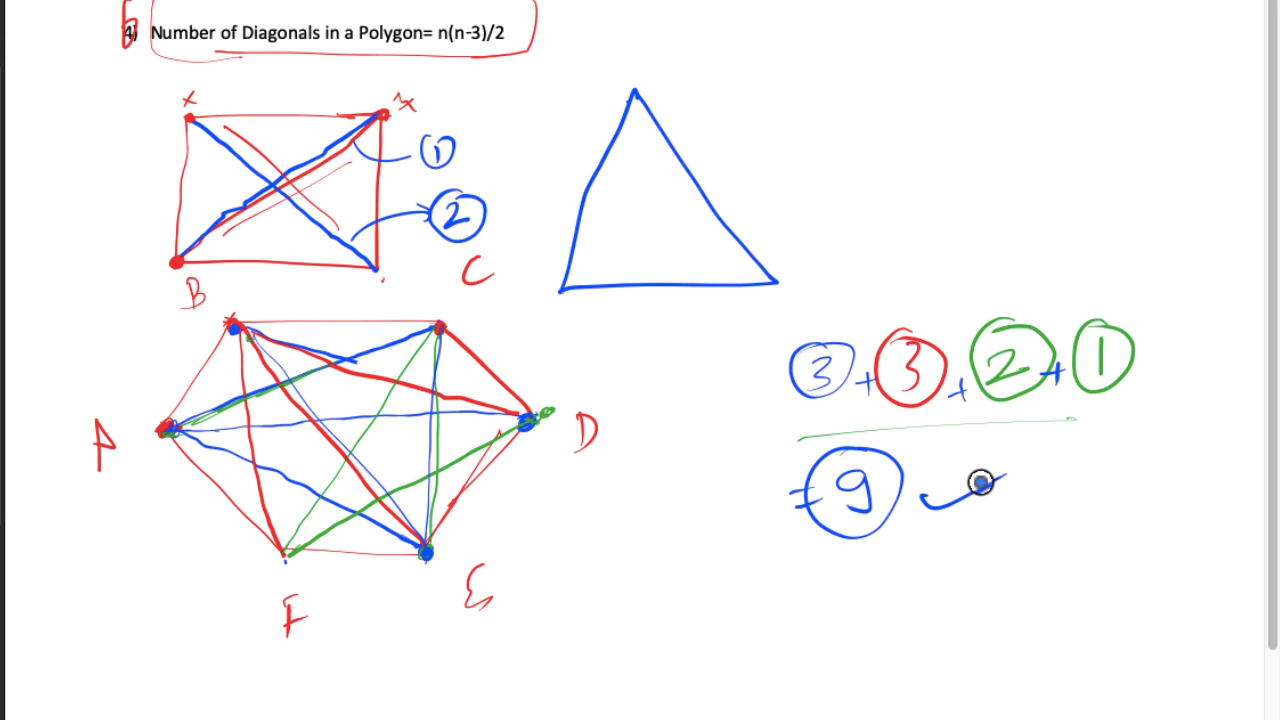 4) Number of Diagonals in a Polygon= n(n-3)/2
x x
①
②
B C
A D
F E
3 + 3 + 2 + 1
= 9 ✓